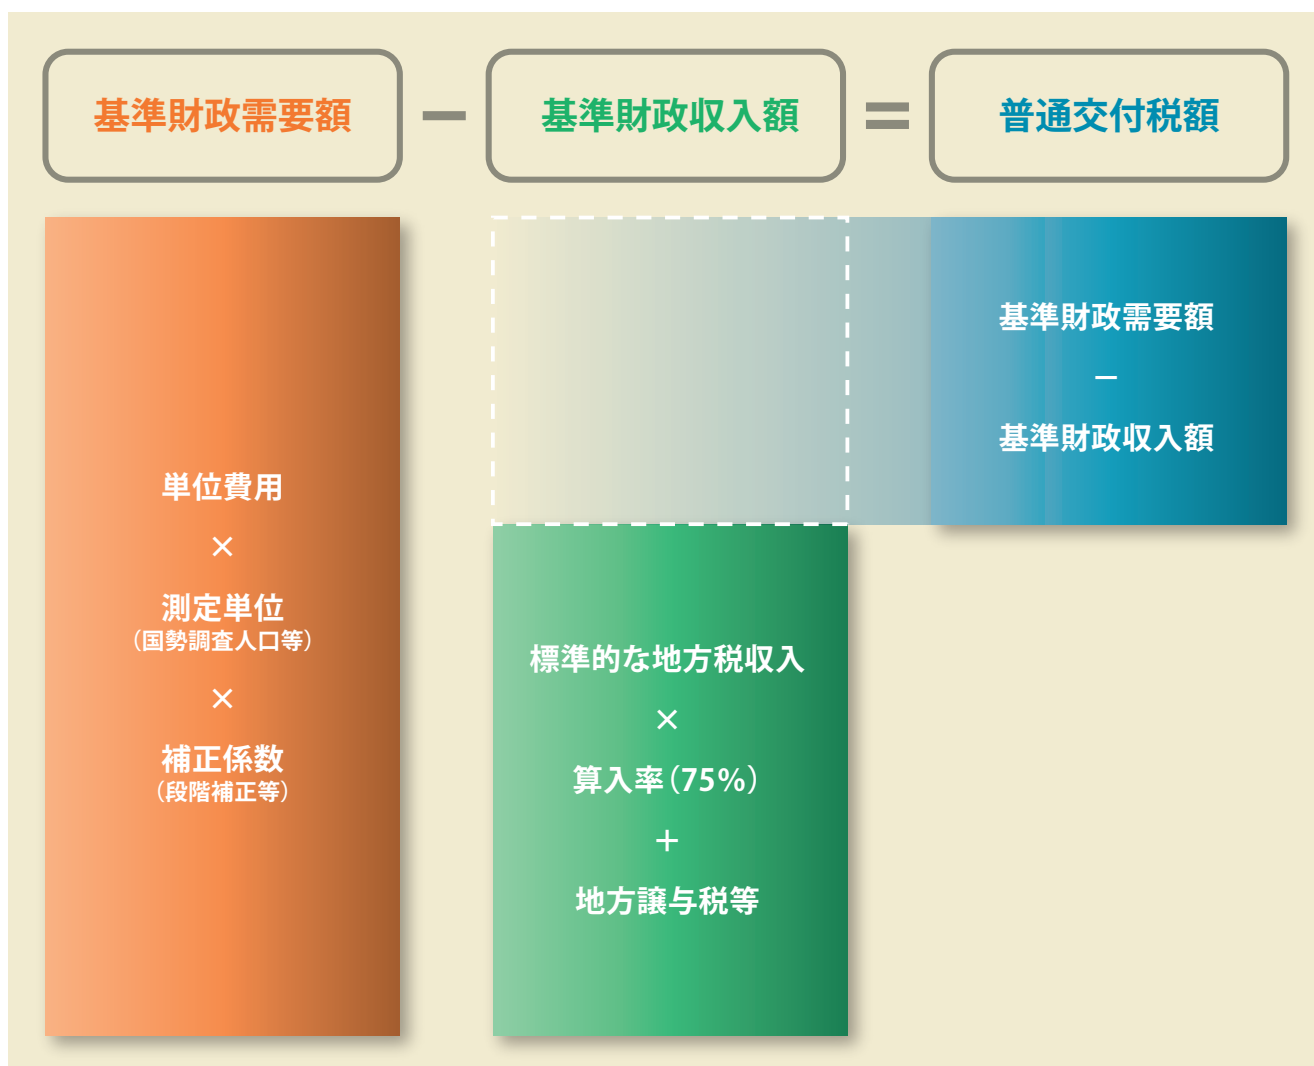 基準財政需要額 − 基準財政収入額 = 普通交付税額
単位費用
×
測定単位
（国勢調査人口等）
×
補正係数
（段階補正等）
標準的な地方税収入
×
算入率（75%）
＋
地方譲与税等
基準財政需要額
−
基準財政収入額